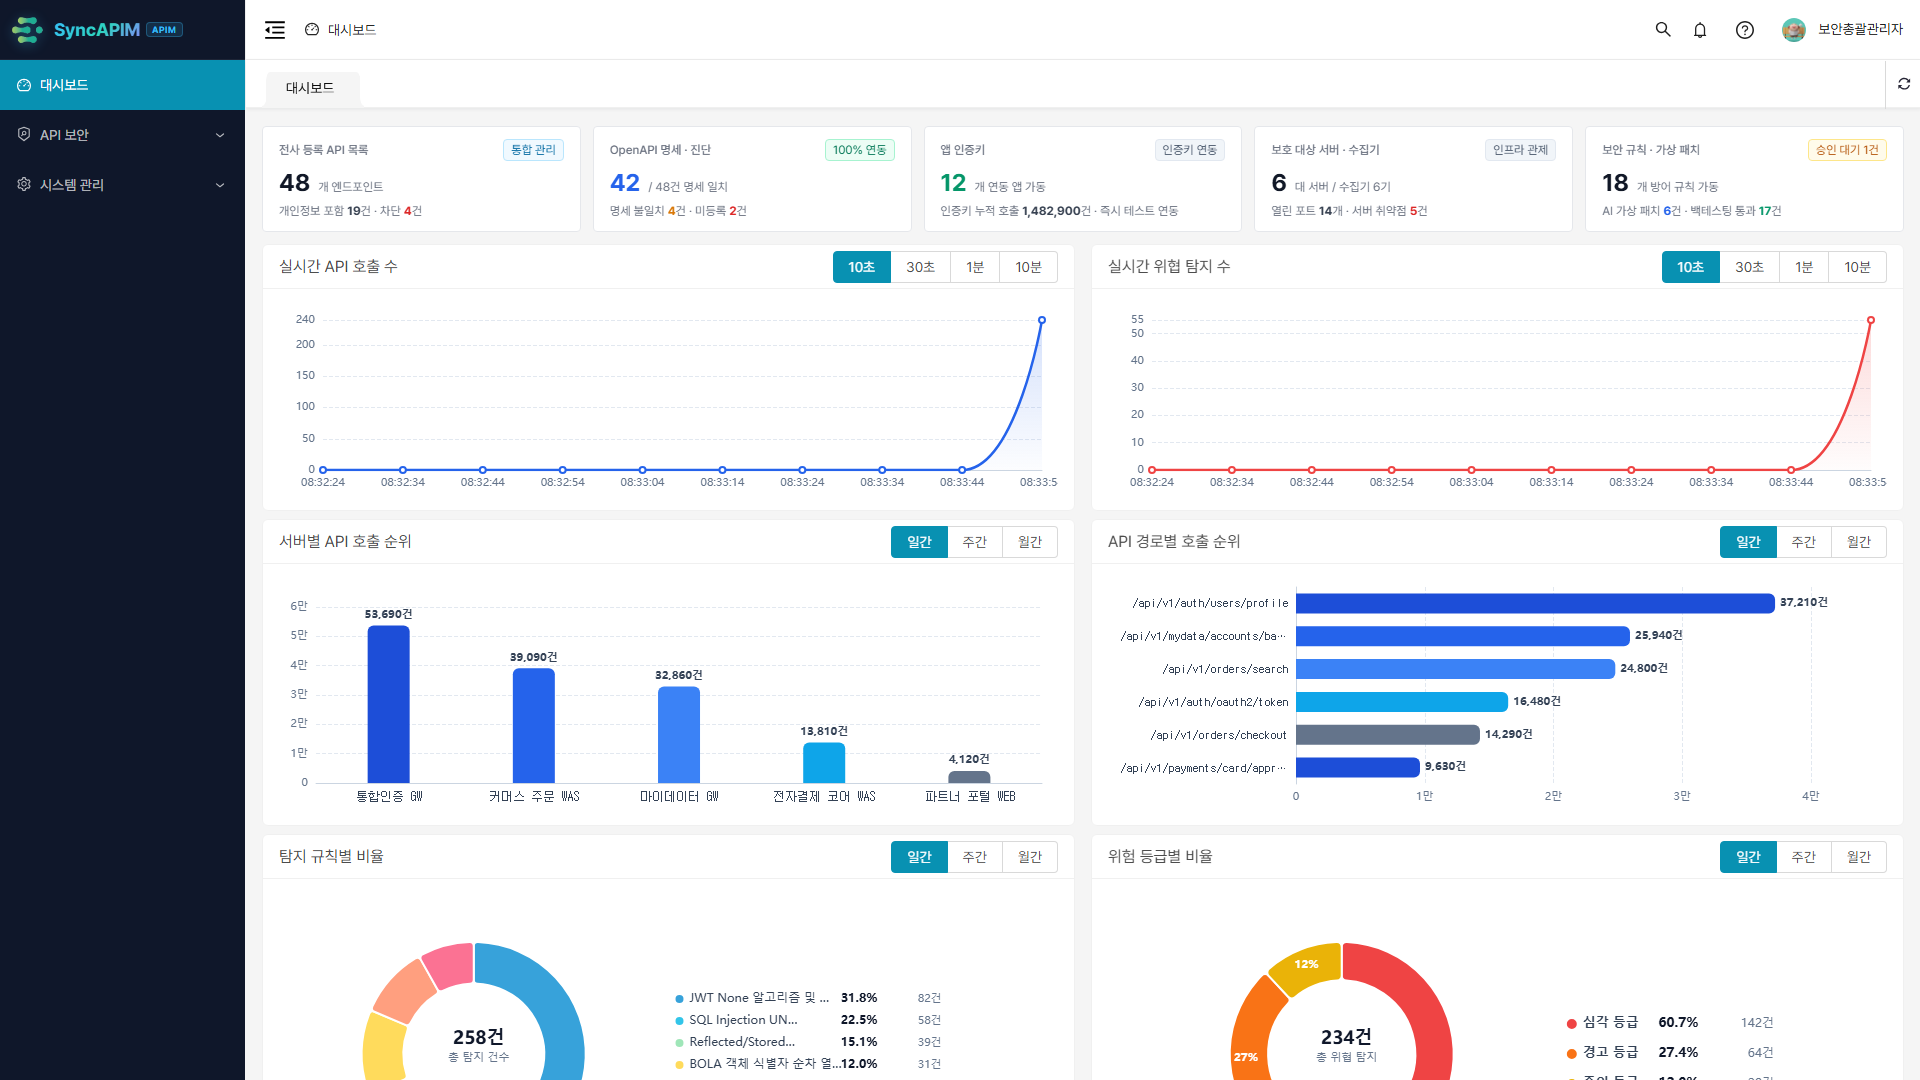 SyncAPIM APIM
대시보드
API 보안
시스템 관리
대시보드
보안총괄관리자
대시보드
전사 등록 API 목록 통합 관리
48 개 엔드포인트
개인정보 포함 19건 · 차단 4건
OpenAPI 명세 · 진단 100% 연동
42 / 48건 명세 일치
명세 불일치 4건 · 미등록 2건
앱 인증키 인증키 연동
12 개 연동 앱 가동
인증키 누적 호출 1,482,900건 · 즉시 테스트 연동
보호 대상 서버 · 수집기 인프라 관제
6 대 서버 / 수집기 6기
열린 포트 14개 · 서버 취약점 5건
보안 규칙 · 가상 패치 승인 대기 1건
18 개 방어 규칙 가동
AI 가상 패치 6건 · 백테스팅 통과 17건
실시간 API 호출 수 10초 30초 1분 10분
240
200
150
100
50
0
08:32:24 08:32:34 08:32:44 08:32:54 08:33:04 08:33:14 08:33:24 08:33:34 08:33:44 08:33:5
실시간 위협 탐지 수 10초 30초 1분 10분
55
50
40
30
20
10
0
08:32:24 08:32:34 08:32:44 08:32:54 08:33:04 08:33:14 08:33:24 08:33:34 08:33:44 08:33:5
서버별 API 호출 순위 일간 주간 월간
6만
5만
4만
3만
2만
1만
0
53,690건
39,090건
32,860건
13,810건
4,120건
통합인증 GW 커머스 주문 WAS 마이데이터 GW 전자결제 코어 WAS 파트너 포털 WEB
API 경로별 호출 순위 일간 주간 월간
/api/v1/auth/users/profile 37,210건
/api/v1/mydata/accounts/ba··· 25,940건
/api/v1/orders/search 24,800건
/api/v1/auth/oauth2/token 16,480건
/api/v1/orders/checkout 14,290건
/api/v1/payments/card/appr··· 9,630건
0 1만 2만 3만 4만
탐지 규칙별 비율 일간 주간 월간
258건
총 탐지 건수
JWT None 알고리즘 및 ... 31.8% 82건
SQL Injection UN... 22.5% 58건
Reflected/Stored... 15.1% 39건
BOLA 객체 식별자 순차 열... 12.0% 31건
위험 등급별 비율 일간 주간 월간
12%
27%
234건
총 위협 탐지
심각 등급 60.7% 142건
경고 등급 27.4% 64건